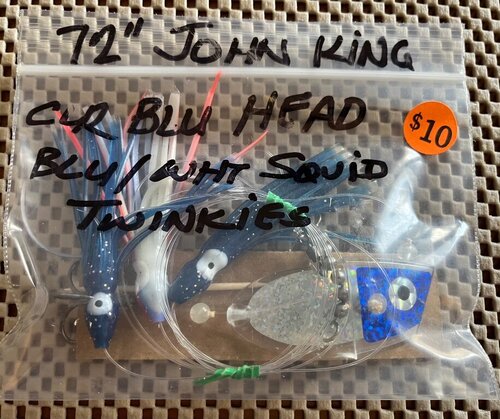 72" JOHN KING
CLR BLU HEAD
$10
BLU/WHT SQUID
TWINKIES